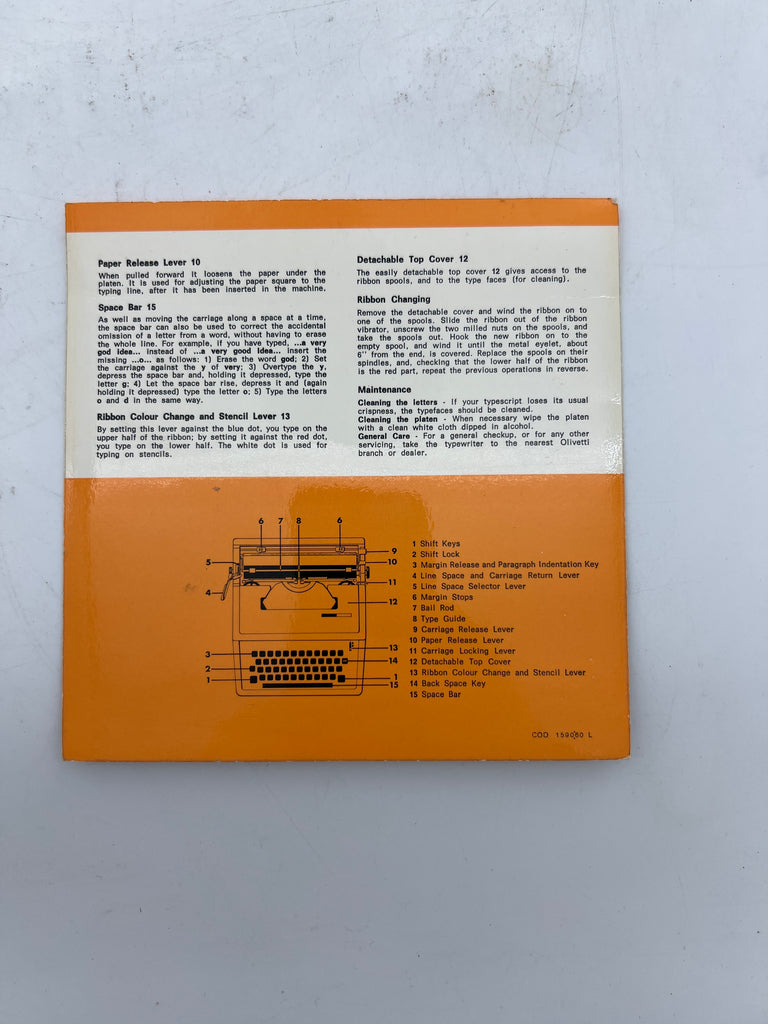 Paper Release Lever 10
When pulled forward it loosens the paper under the
platen. It is used for adjusting the paper square to the
typing line, after it has been inserted in the machine.
Space Bar 15
As well as moving the carriage along a space at a time,
the space bar can also be used to correct the accidental
omission of a letter from a word, without having to erase
the whole line. For example, if you have typed, ...a very
god idea... instead of ...a very good idea... insert the
missing ...o... as follows: 1) Erase the word god; 2) Set
the carriage against the y of very; 3) Overtype the y,
depress the space bar and, holding it depressed, type the
letter g; 4) Let the space bar rise, depress it and (again
holding it depressed) type the letter o; 5) Type the letters
o and d in the same way.
Ribbon Colour Change and Stencil Lever 13
By setting this lever against the blue dot, you type on the
upper half of the ribbon; by setting it against the red dot,
you type on the lower half. The white dot is used for
typing on stencils.
Detachable Top Cover 12
The easily detachable top cover 12 gives access to the
ribbon spools, and to the type faces (for cleaning).
Ribbon Changing
Remove the detachable cover and wind the ribbon on to
one of the spools. Slide the ribbon out of the ribbon
vibrator, unscrew the two milled nuts on the spools, and
take the spools out. Hook the new ribbon on to the
empty spool, and wind it until the metal eyelet, about
6" from the end, is covered. Replace the spools on their
spindles, and, checking that the lower half of the ribbon
is the red part, repeat the previous operations in reverse.
Maintenance
Cleaning the letters - If your typescript loses its usual
crispness, the typefaces should be cleaned.
Cleaning the platen - When necessary wipe the platen
with a clean white cloth dipped in alcohol.
General Care - For a general checkup, or for any other
servicing, take the typewriter to the nearest Olivetti
branch or dealer.
6 7 8 6
9
5 10
11
4
12
13
3
14
2
1 1
15
1 Shift Keys
2 Shift Lock
3 Margin Release and Paragraph Indentation Key
4 Line Space and Carriage Return Lever
5 Line Space Selector Lever
6 Margin Stops
7 Bail Rod
8 Type Guide
9 Carriage Release Lever
10 Paper Release Lever
11 Carriage Locking Lever
12 Detachable Top Cover
13 Ribbon Colour Change and Stencil Lever
14 Back Space Key
15 Space Bar
COD 159060 L